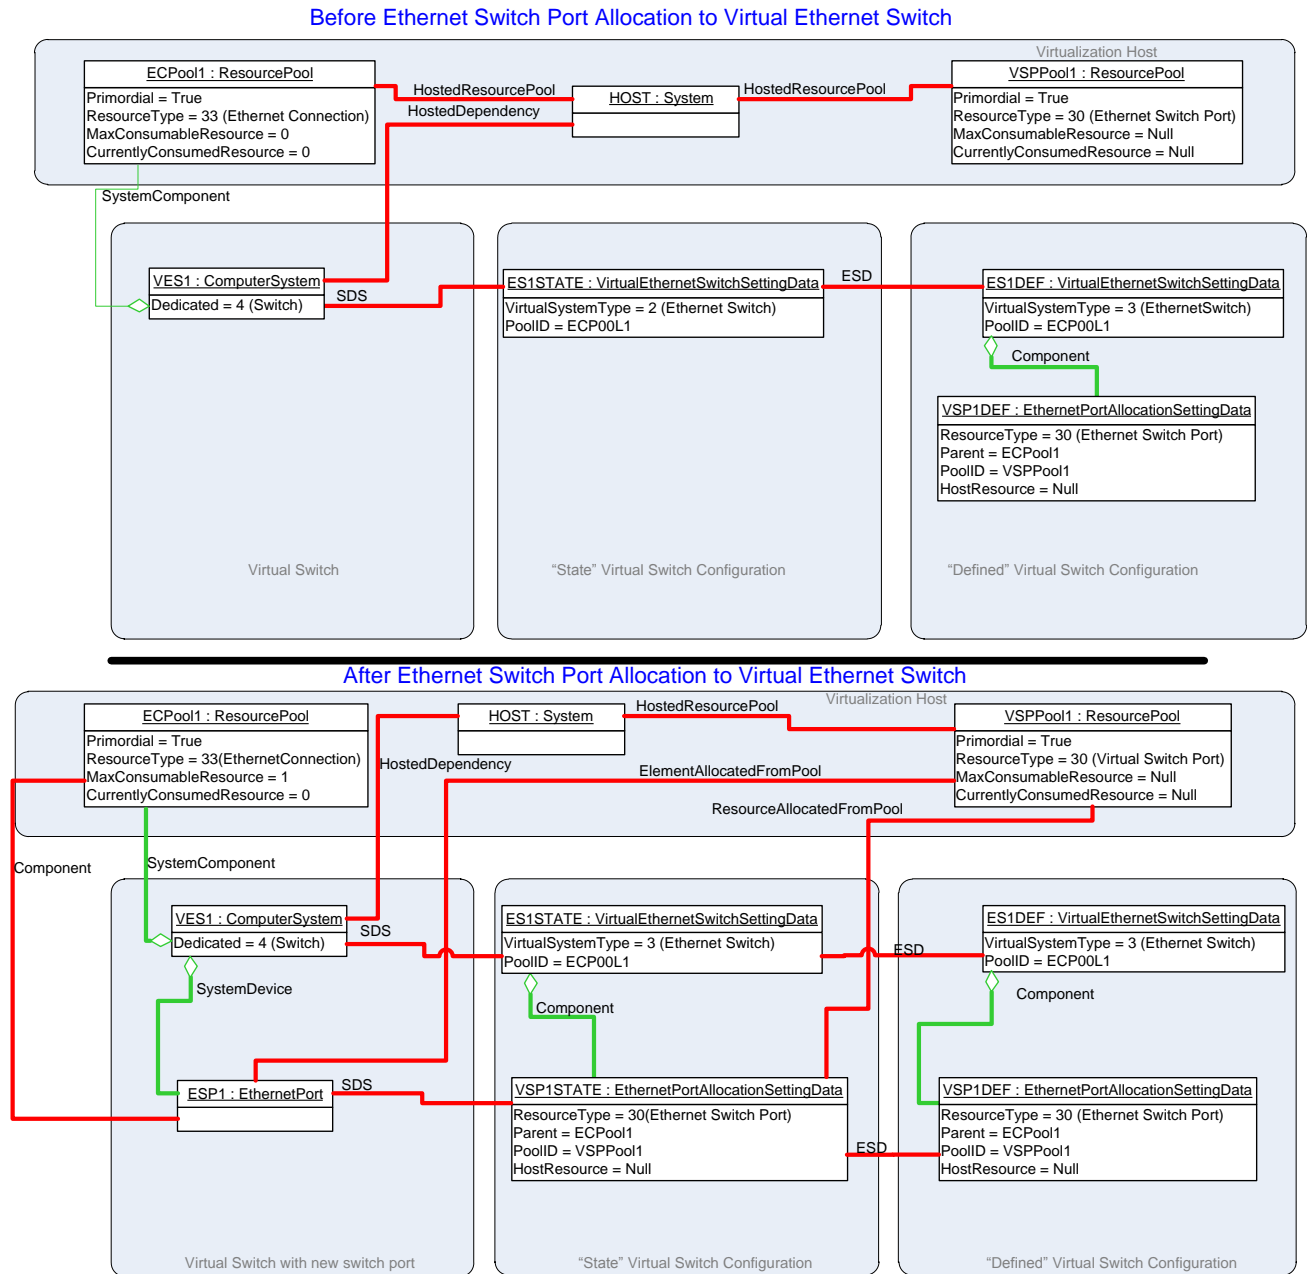 Before Ethernet Switch Port Allocation to Virtual Ethernet Switch
Virtualization Host
ECPool1 : ResourcePool
Primordial = True
ResourceType = 33 (Ethernet Connection)
MaxConsumableResource = 0
CurrentlyConsumedResource = 0
HostedResourcePool
HostedDependency
HOST : System
HostedResourcePool
VSPPool1 : ResourcePool
Primordial = True
ResourceType = 30 (Ethernet Switch Port)
MaxConsumableResource = Null
CurrentlyConsumedResource = Null
SystemComponent
VES1 : ComputerSystem
Dedicated = 4 (Switch)
SDS
ES1STATE : VirtualEthernetSwitchSettingData
VirtualSystemType = 2 (Ethernet Switch)
PoolID = ECP00L1
ESD
ES1DEF : VirtualEthernetSwitchSettingData
VirtualSystemType = 3 (EthernetSwitch)
PoolID = ECP00L1
Component
VSP1DEF : EthernetPortAllocationSettingData
ResourceType = 30 (Ethernet Switch Port)
Parent = ECPool1
PoolID = VSPPool1
HostResource = Null
Virtual Switch
“State” Virtual Switch Configuration
“Defined” Virtual Switch Configuration
After Ethernet Switch Port Allocation to Virtual Ethernet Switch
Virtualization Host
ECPool1 : ResourcePool
Primordial = True
ResourceType = 33(EthernetConnection)
MaxConsumableResource = 1
CurrentlyConsumedResource = 0
HOST : System
HostedResourcePool
HostedDependency
ElementAllocatedFromPool
ResourceAllocatedFromPool
VSPPool1 : ResourcePool
Primordial = True
ResourceType = 30 (Virtual Switch Port)
MaxConsumableResource = Null
CurrentlyConsumedResource = Null
Component
SystemComponent
VES1 : ComputerSystem
Dedicated = 4 (Switch)
SDS
SystemDevice
ES1STATE : VirtualEthernetSwitchSettingData
VirtualSystemType = 3 (Ethernet Switch)
PoolID = ECP00L1
ESD
ES1DEF : VirtualEthernetSwitchSettingData
VirtualSystemType = 3 (Ethernet Switch)
PoolID = ECP00L1
Component
Component
ESP1 : EthernetPort
SDS
VSP1STATE : EthernetPortAllocationSettingData
ResourceType = 30(Ethernet Switch Port)
Parent = ECPool1
PoolID = VSPPool1
HostResource = Null
ESD
VSP1DEF : EthernetPortAllocationSettingData
ResourceType = 30 (Ethernet Switch Port)
Parent = ECPool1
PoolID = VSPPool1
HostResource = Null
Virtual Switch with new switch port
“State” Virtual Switch Configuration
“Defined” Virtual Switch Configuration